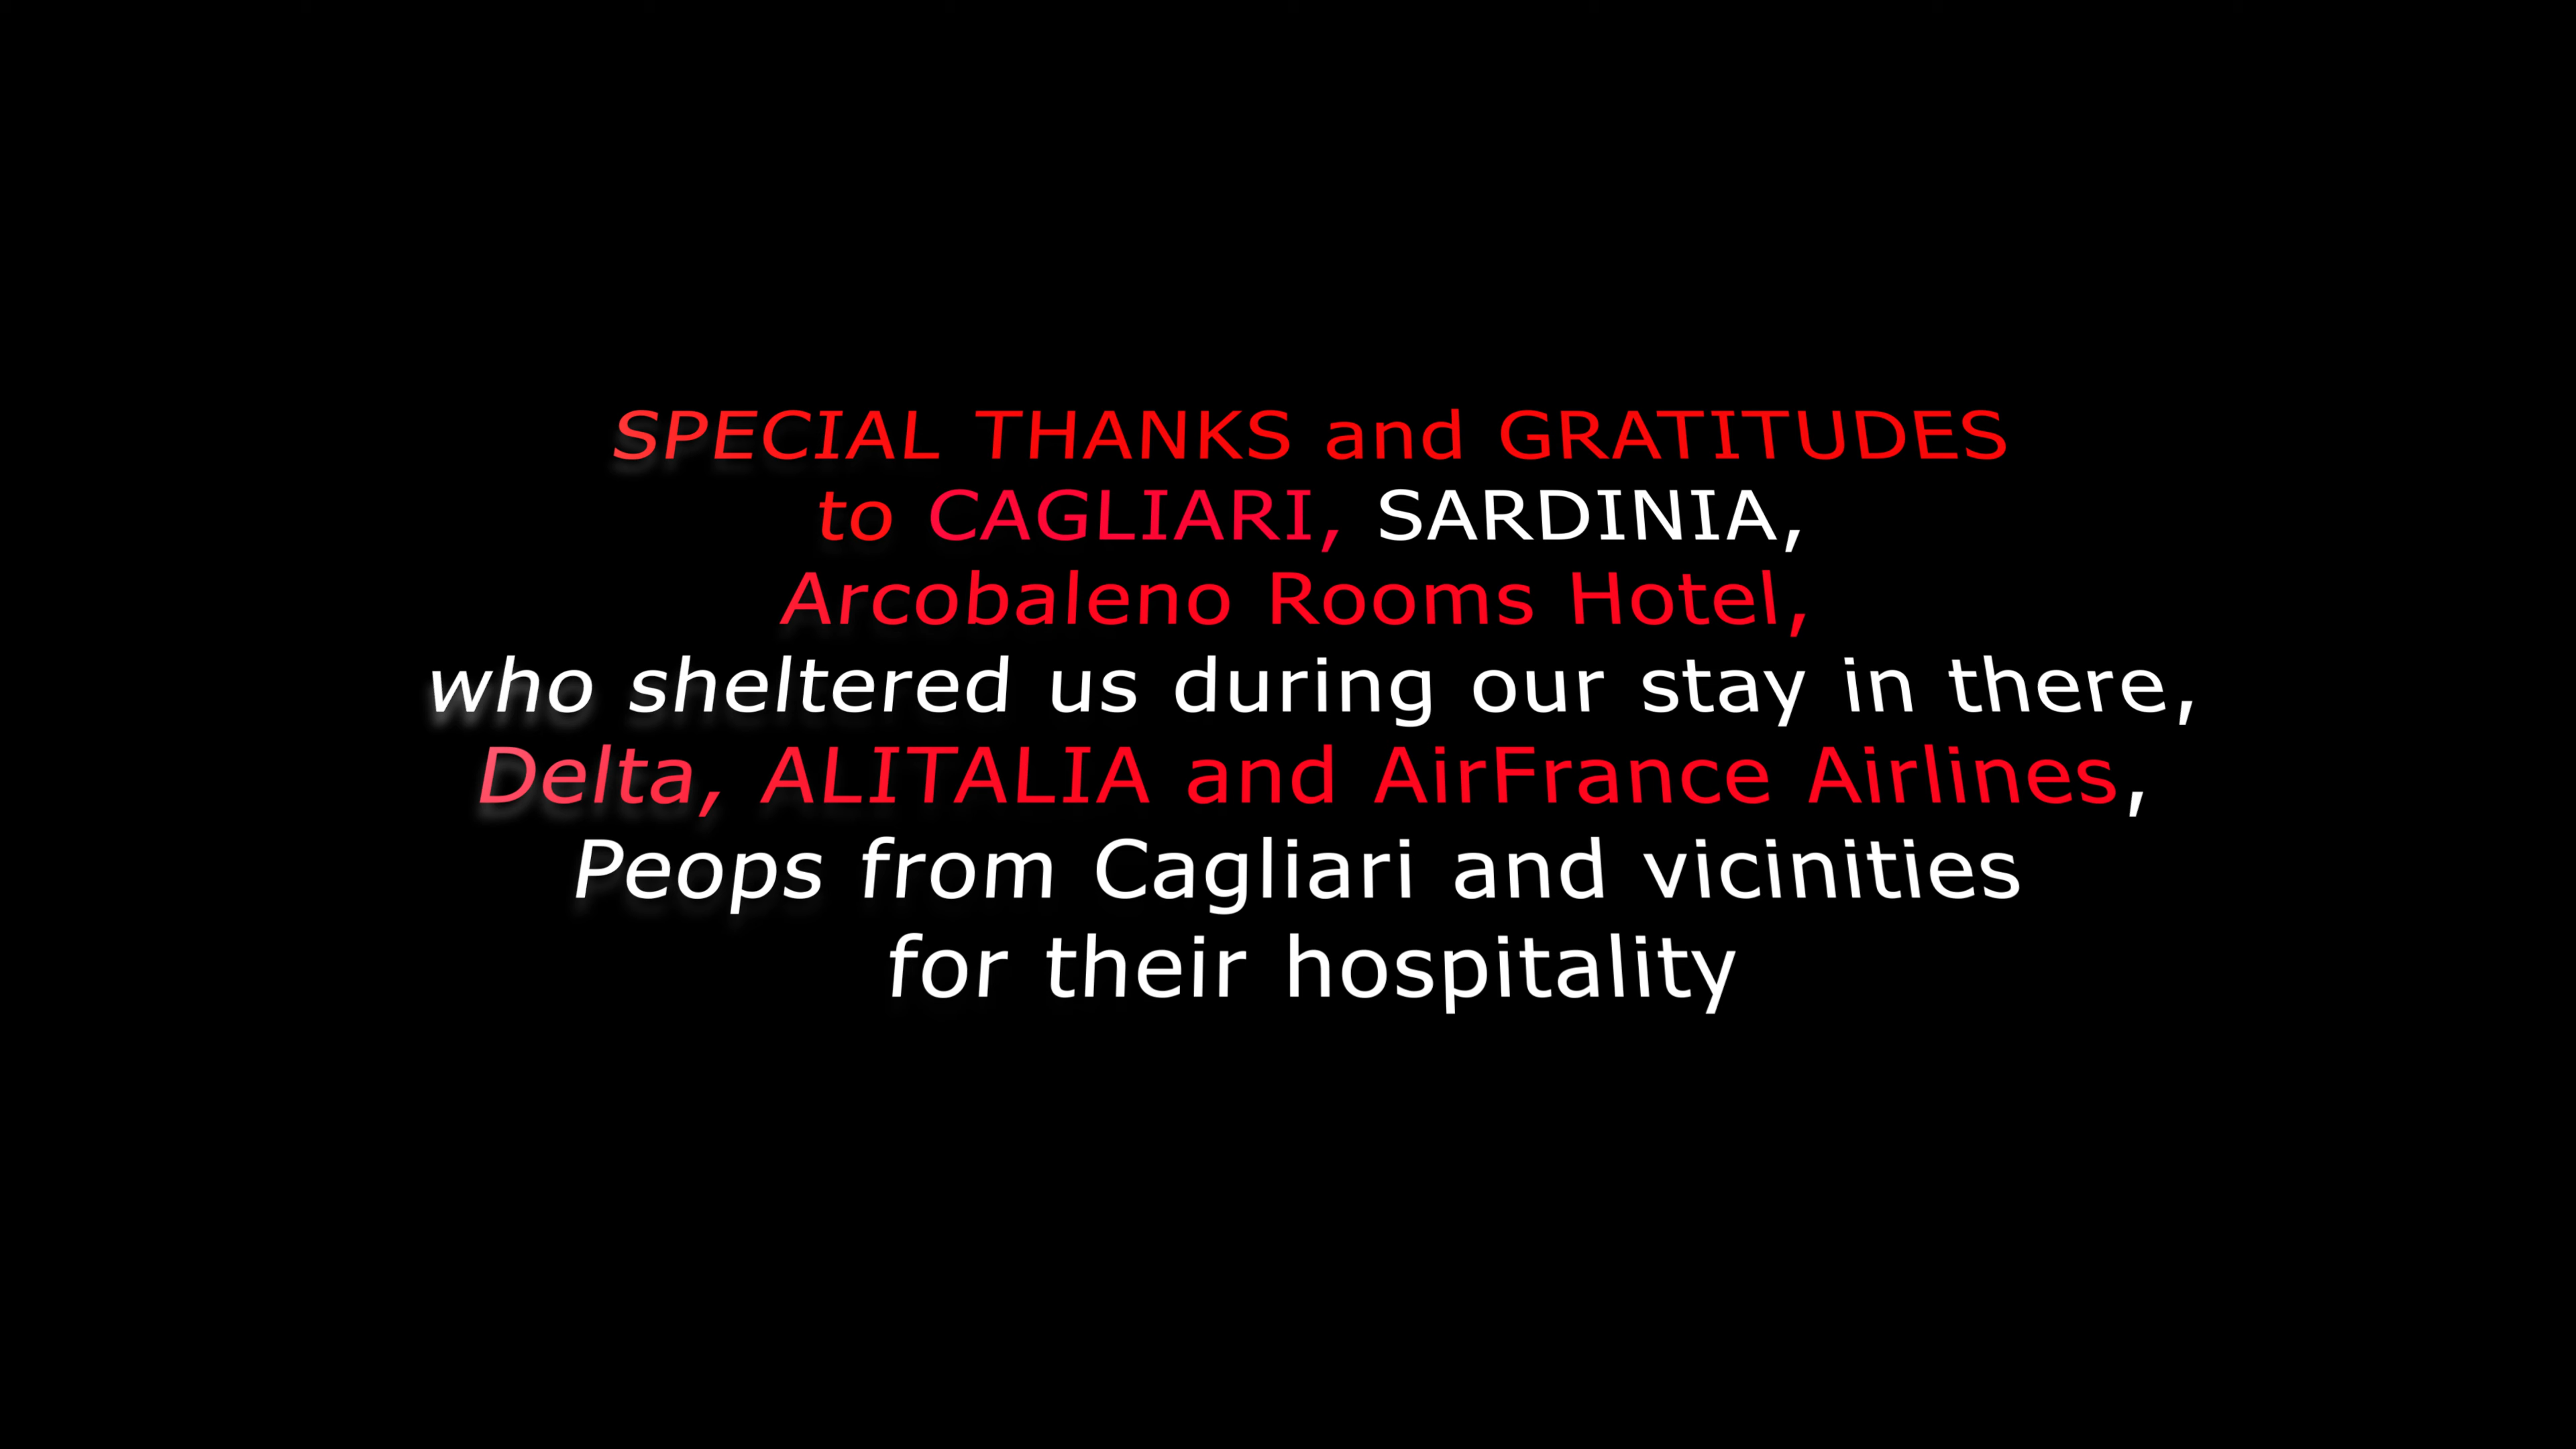 SPECIAL THANKS and GRATITUDES
to CAGLIARI, SARDINIA,
Arcobaleno Rooms Hotel,
who sheltered us during our stay in there,
Delta, ALITALIA and AirFrance Airlines,
Peops from Cagliari and vicinities
for their hospitality